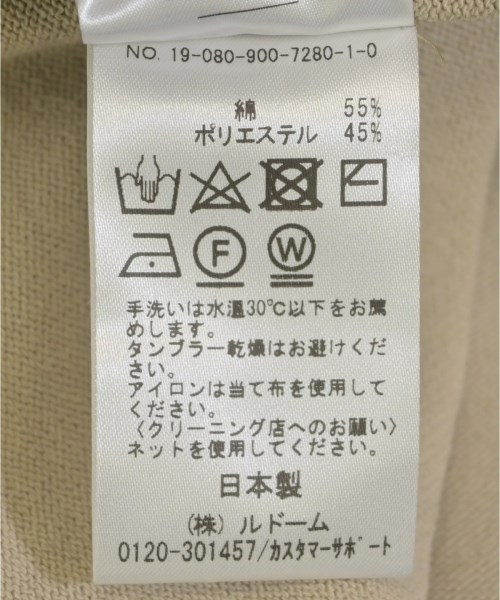 NO. 19-080-900-7280-1-0
綿 55%
ポリエステル 45%
F W
手洗いは水温30℃以下をお薦
めします。
タンブラー乾燥はお避けくだ
さい。
アイロンは当て布を使用して
ください。
〈クリーニング店へのお願い〉
ネットを使用してください。
日本製
(株) ルドーム
0120-301457/カスタマーサポート